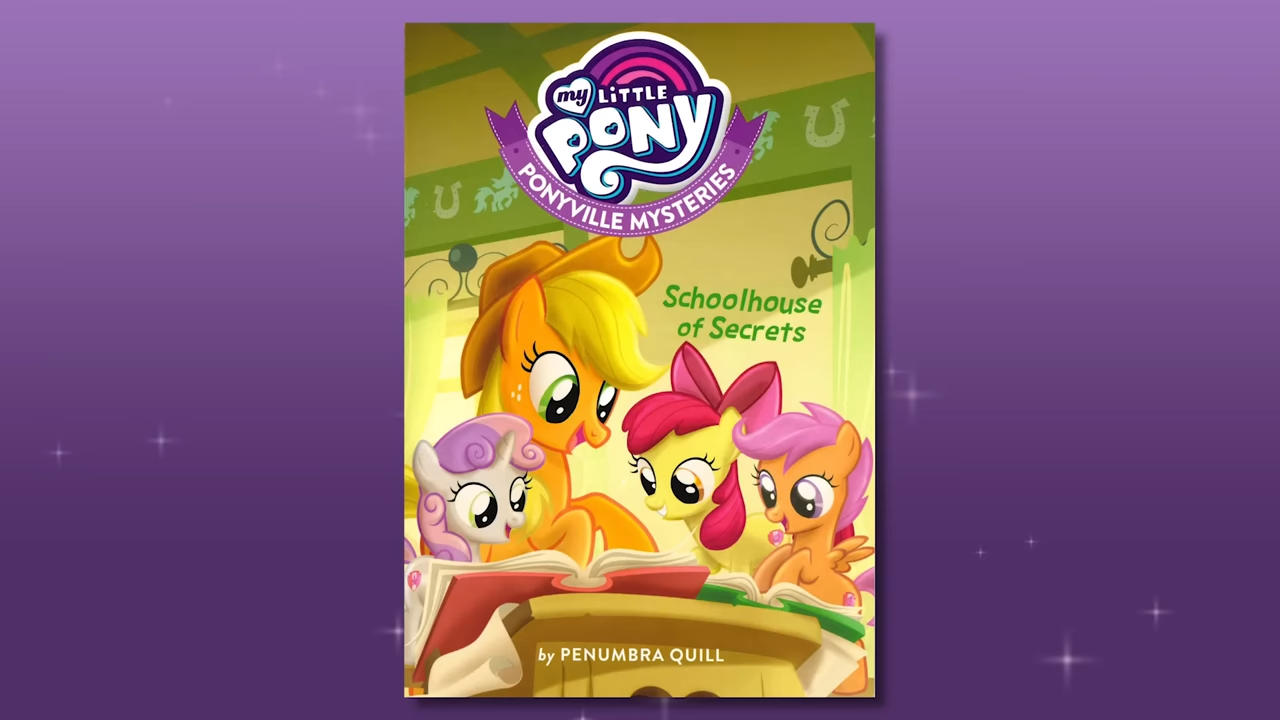 my LiTTLE
PONY
PONYVILLE MYSTERIES
Schoolhouse
of Secrets
by PENUMBRA QUILL